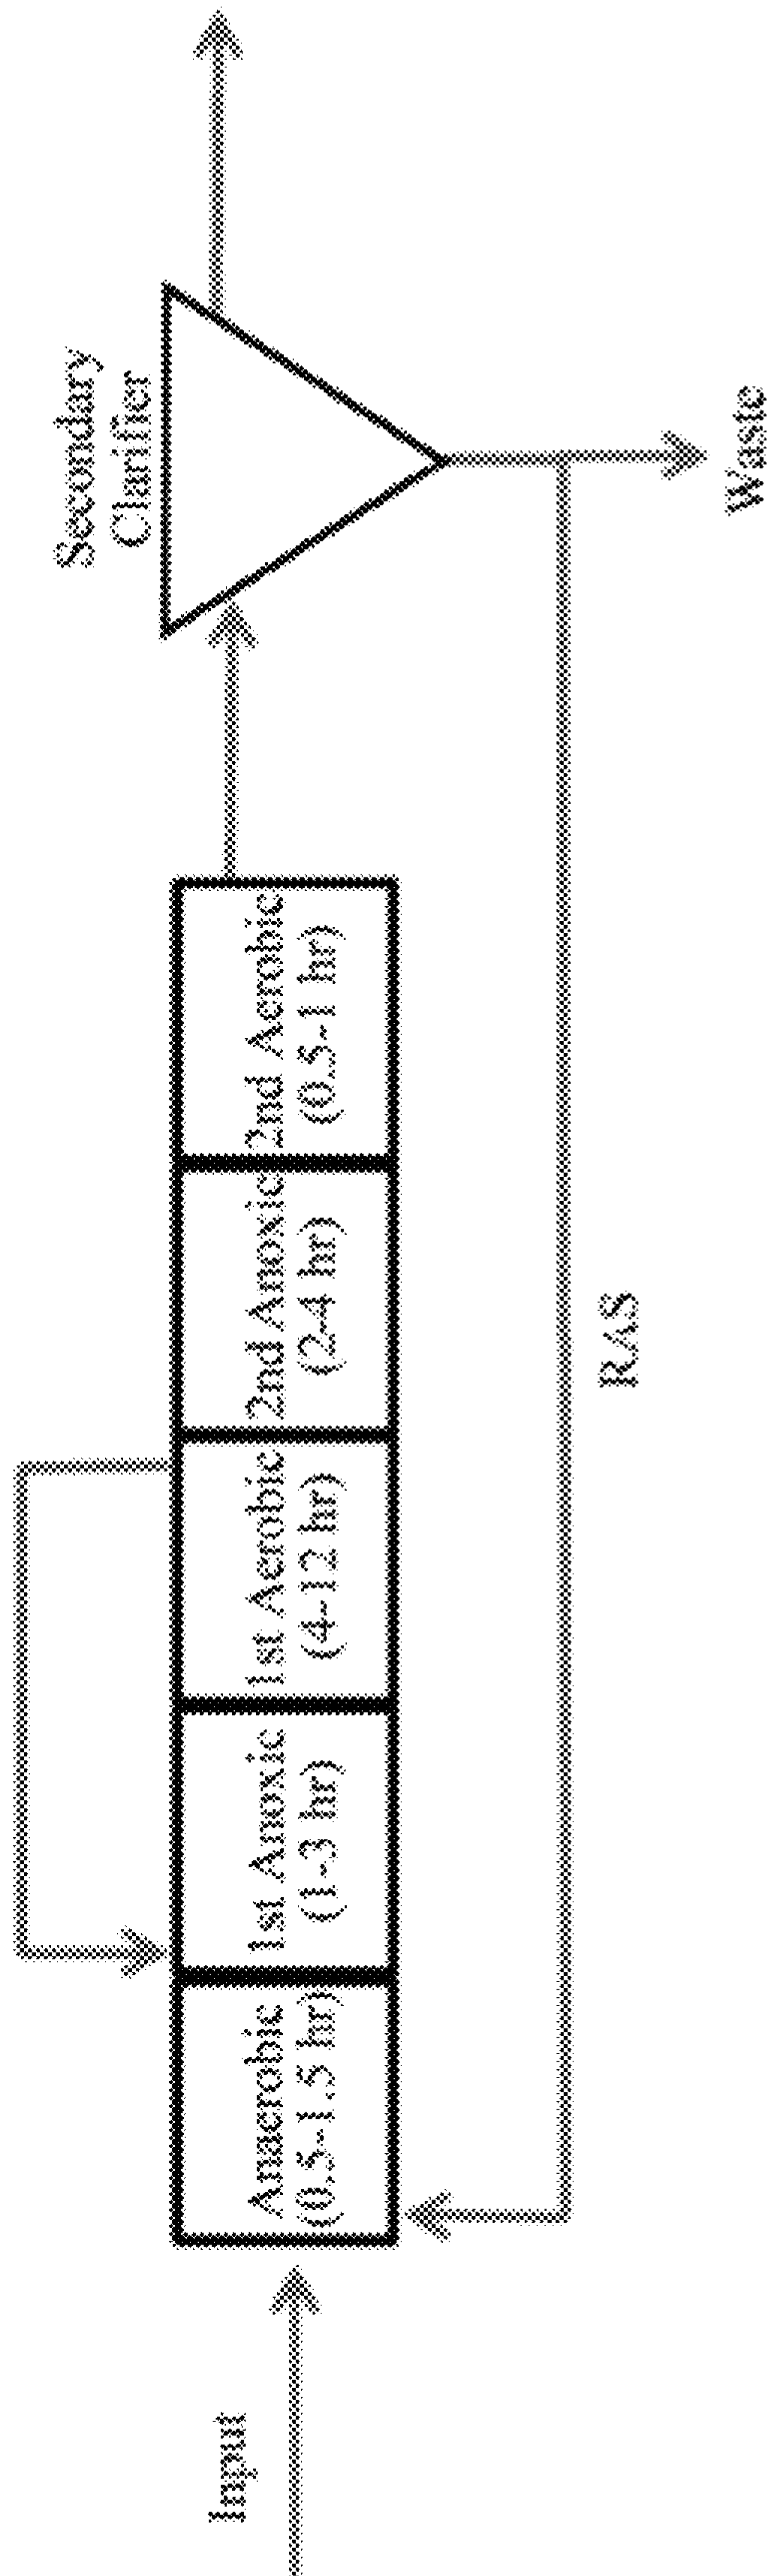 Input
Anaerobic
(0.5-1.5 hr)
1st Anoxic
(1-3 hr)
1st Aerobic
(4-12 hr)
2nd Anoxic
(2-4 hr)
2nd Aerobic
(0.5-1 hr)
Secondary
Clarifier
RAS
Waste